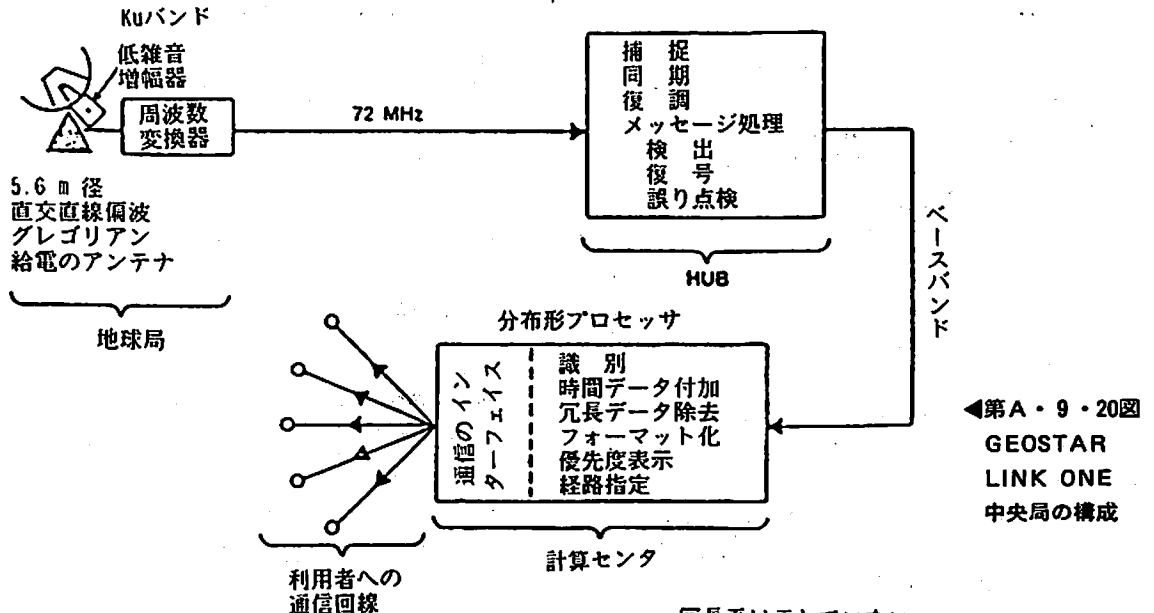 Kuバンド
低雑音
増幅器
周波数
変換器
72 MHz
捕 捉
同 期
復 調
メッセージ処理
検 出
復 号
誤り点検
HUB
5.6 m 径
直交直線偏波
グレゴリアン
給電のアンテナ
地球局
ベースバンド
分布形プロセッサ
通信のイン
ターフェイス
識 別
時間データ付加
冗長データ除去
フォーマット化
優先度表示
経路指定
計算センタ
利用者への
通信回線
◀第A・9・20図
GEOSTAR
LINK ONE
中央局の構成